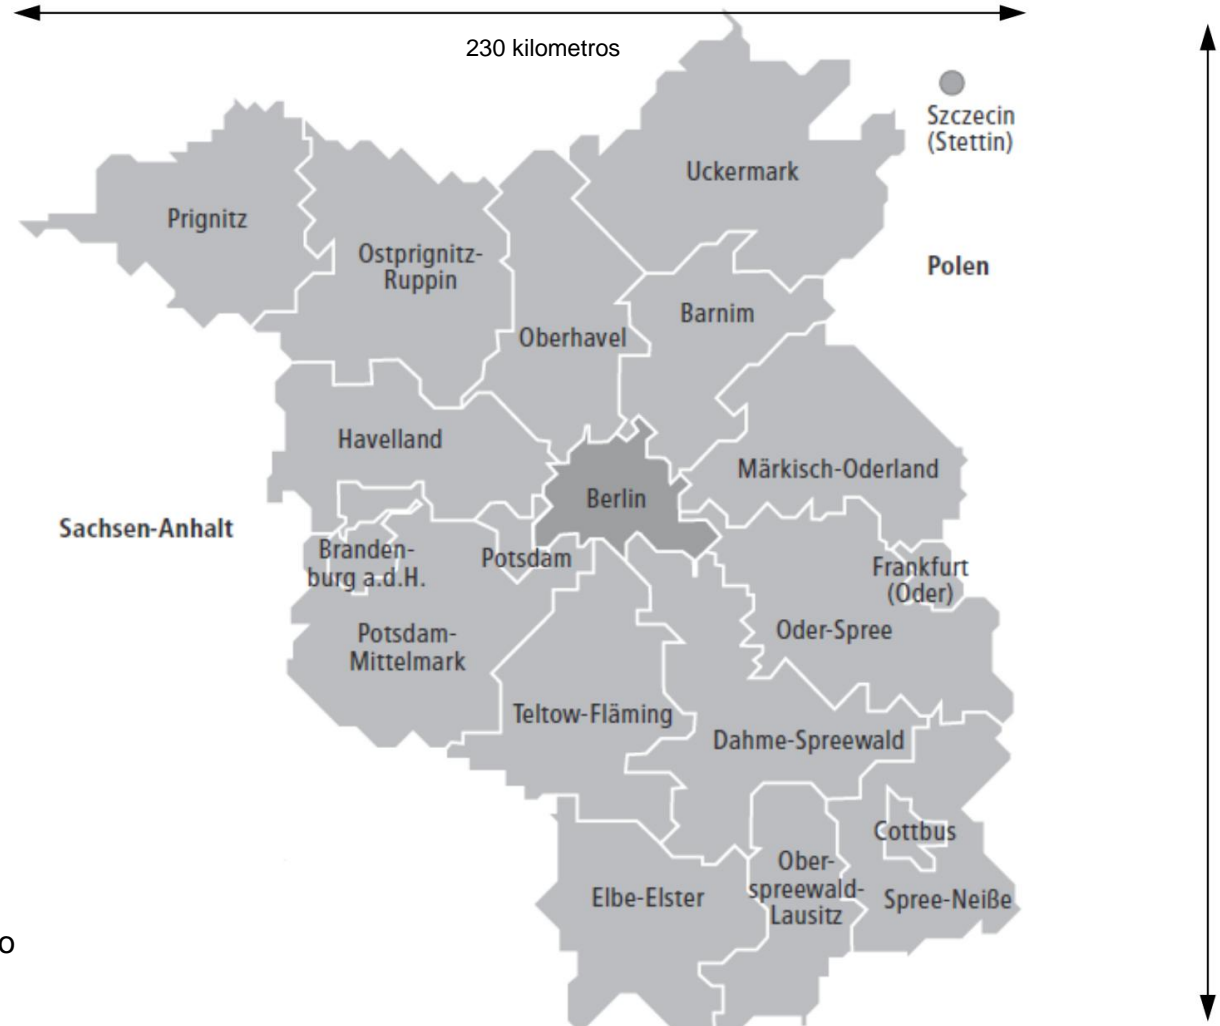 230 kilometros
Szczecin
(Stettin)
Uckermark
Prignitz
Ostprignitz-
Ruppin
Polen
Barnim
Oberhavel
Havelland
Märkisch-Oderland
Berlin
Sachsen-Anhalt
Branden-
burg a.d.H.
Potsdam
Frankfurt
(Oder)
Potsdam-
Mittelmark
Oder-Spree
Teltow-Fläming
Dahme-Spreewald
Cottbus
Ober-
spreewald-
Lausitz
Elbe-Elster
Spree-Neiße
o